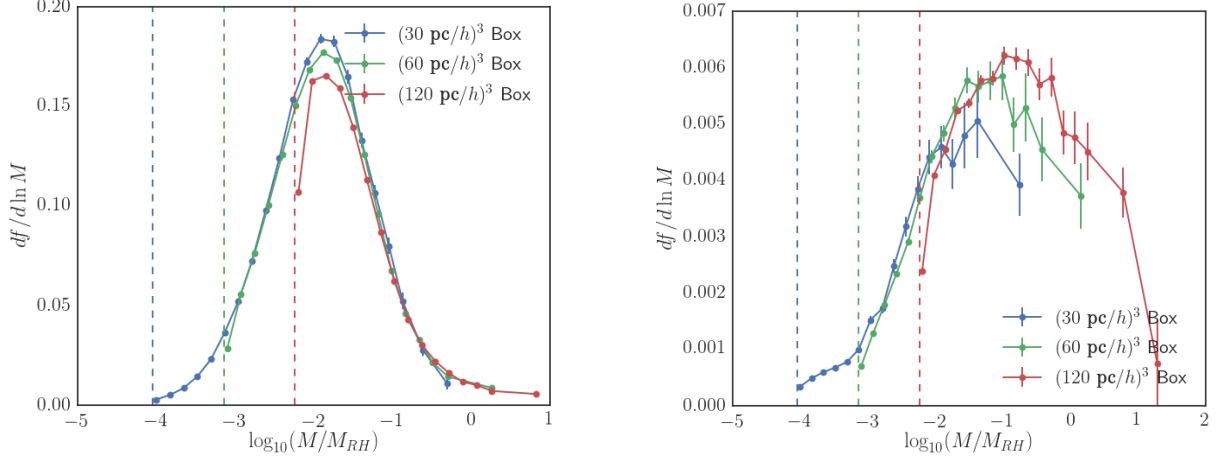 0.20
0.15
0.10
0.05
0.00
df/d ln M
−5
−4
−3
−2
−1
0
1
log₁₀(M/M_RH)
(30 pc/h)³ Box
(60 pc/h)³ Box
(120 pc/h)³ Box
0.007
0.006
0.005
0.004
0.003
0.002
0.001
0.000
df/d ln M
−5
−4
−3
−2
−1
0
1
2
log₁₀(M/M_RH)
(30 pc/h)³ Box
(60 pc/h)³ Box
(120 pc/h)³ Box